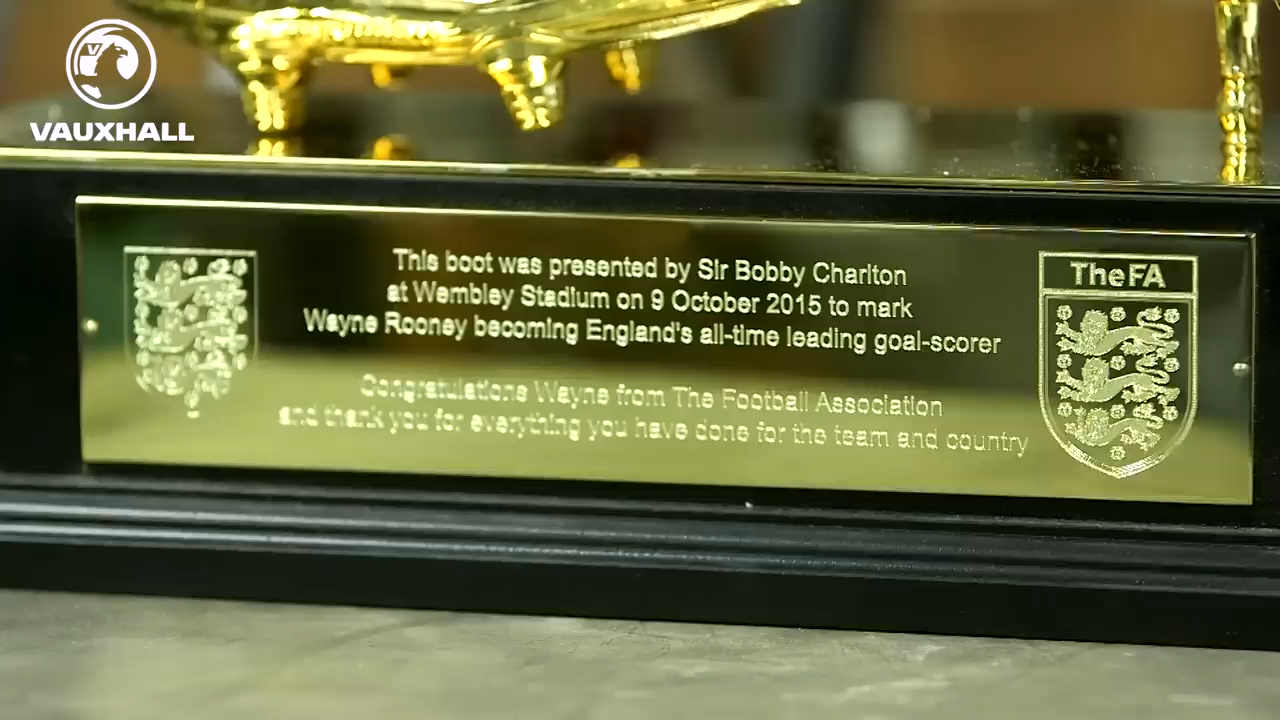 VAUXHALL
This boot was presented by Sir Bobby Charlton
at Wembley Stadium on 9 October 2015 to mark
Wayne Rooney becoming England's all-time leading goal-scorer
Congratulations Wayne from The Football Association
and thank you for everything you have done for the team and country
TheFA